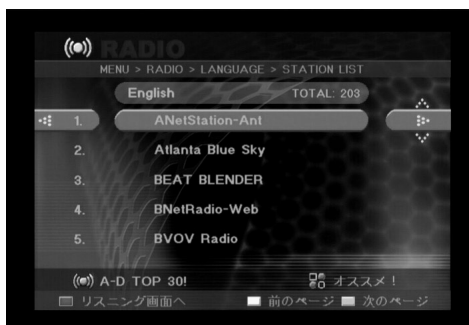 RADIO
MENU > RADIO > LANGUAGE > STATION LIST
English TOTAL: 203
1. ANetStation-Ant
2. Atlanta Blue Sky
3. BEAT BLENDER
4. BNetRadio-Web
5. BVOV Radio
A-D TOP 30! オススメ！
リスニング画面へ 前のページ 次のページ